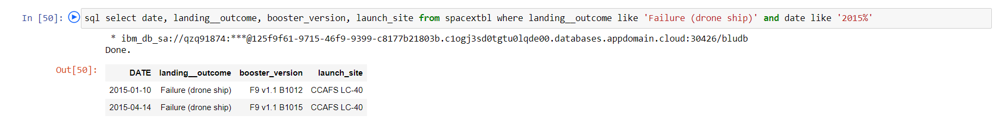 In [50]: sql select date, landing__outcome, booster_version, launch_site from spacextbl where landing__outcome like 'Failure (drone ship)' and date like '2015%'
* ibm_db_sa://qzq91874:***@125f9f61-9715-46f9-9399-c8177b21803b.c1ogj3sd0tgtu0lqde00.databases.appdomain.cloud:30426/bludb
Done.
Out[50]:
DATE landing__outcome booster_version launch_site
2015-01-10 Failure (drone ship) F9 v1.1 B1012 CCAFS LC-40
2015-04-14 Failure (drone ship) F9 v1.1 B1015 CCAFS LC-40